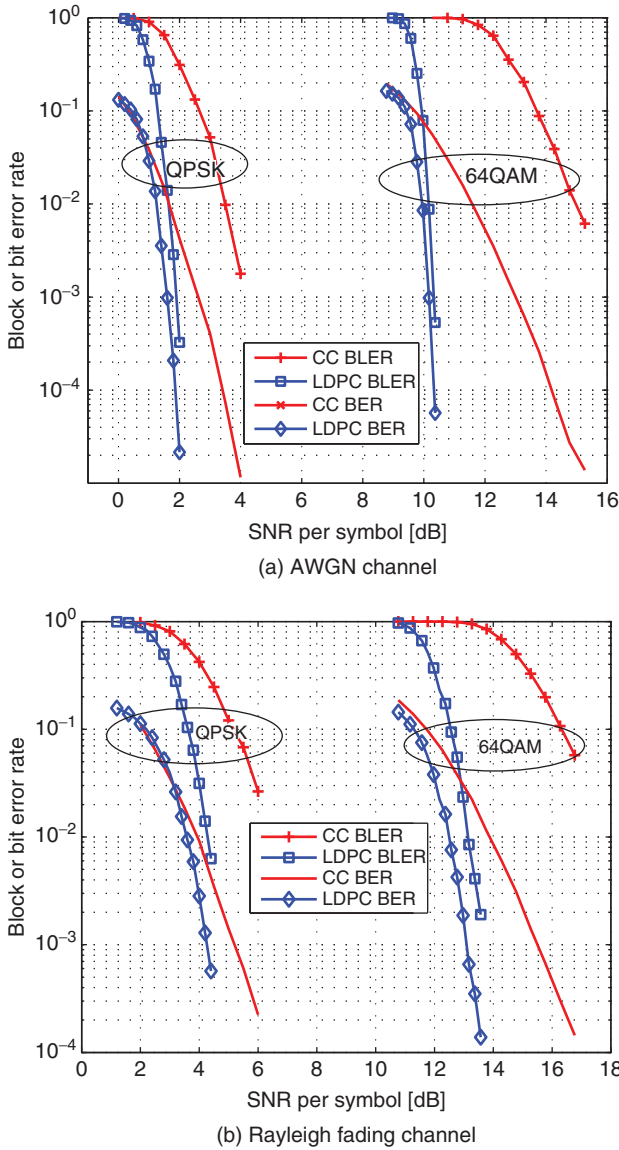 Block or bit error rate
10^0
10^−1
10^−2
10^−3
10^−4
QPSK
64QAM
CC BLER
LDPC BLER
CC BER
LDPC BER
0 2 4 6 8 10 12 14 16
SNR per symbol [dB]
(a) AWGN channel
Block or bit error rate
10^0
10^−1
10^−2
10^−3
10^−4
QPSK
64QAM
CC BLER
LDPC BLER
CC BER
LDPC BER
0 2 4 6 8 10 12 14 16 18
SNR per symbol [dB]
(b) Rayleigh fading channel